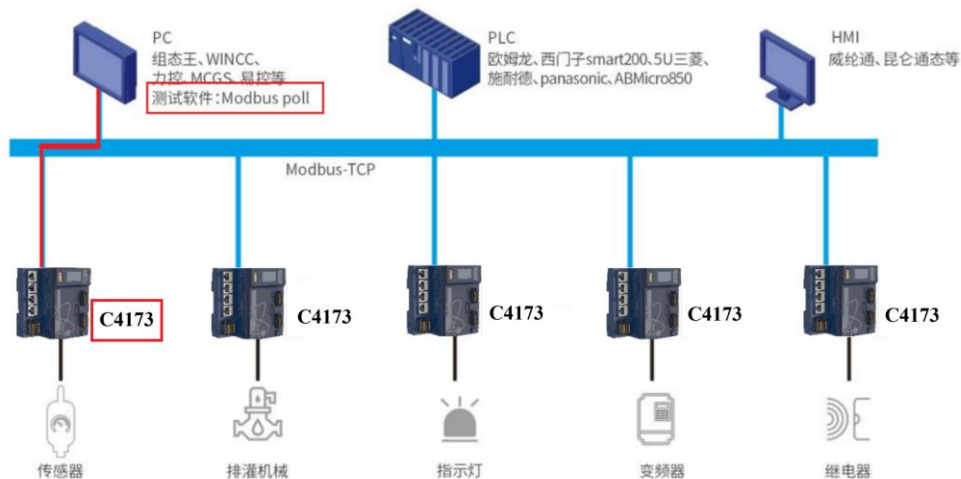 PC
组态王、WINCC、
力控、MCGS、易控等
测试软件：Modbus poll
PLC
欧姆龙、西门子smart200、5U三菱、
施耐德、panasonic、ABMicro850
HMI
威纶通、昆仑通态等
Modbus-TCP
C4173
C4173
C4173
C4173
C4173
传感器
排灌机械
指示灯
变频器
继电器